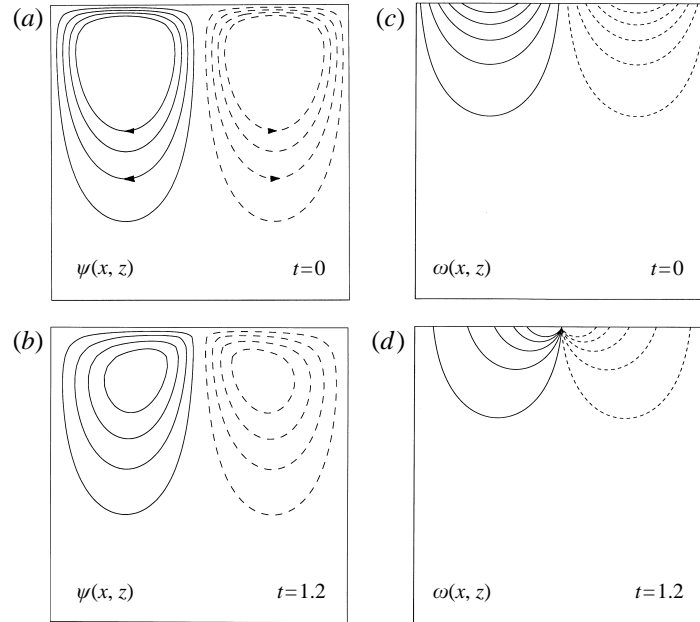 (a)
ψ(x, z) t=0
(c)
ω(x, z) t=0
(b)
ψ(x, z) t=1.2
(d)
ω(x, z) t=1.2